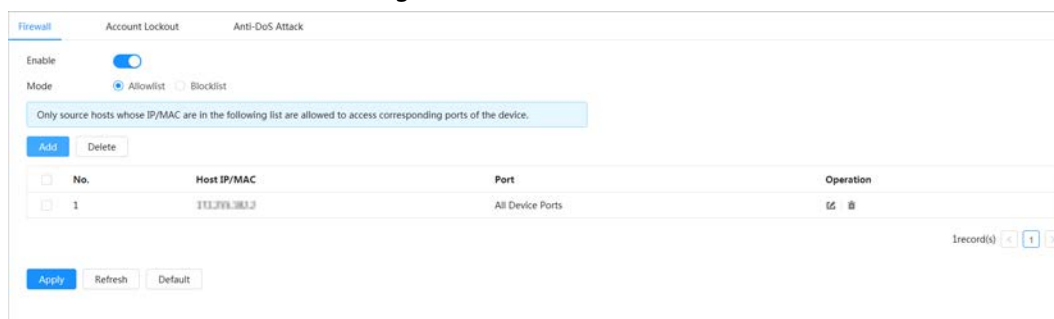 Firewall Account Lockout Anti-DoS Attack
Enable
Mode Allowlist Blocklist
Only source hosts whose IP/MAC are in the following list are allowed to access corresponding ports of the device.
Add Delete
No. Host IP/MAC Port Operation
1 All Device Ports
1record(s) < 1 >
Apply Refresh Default